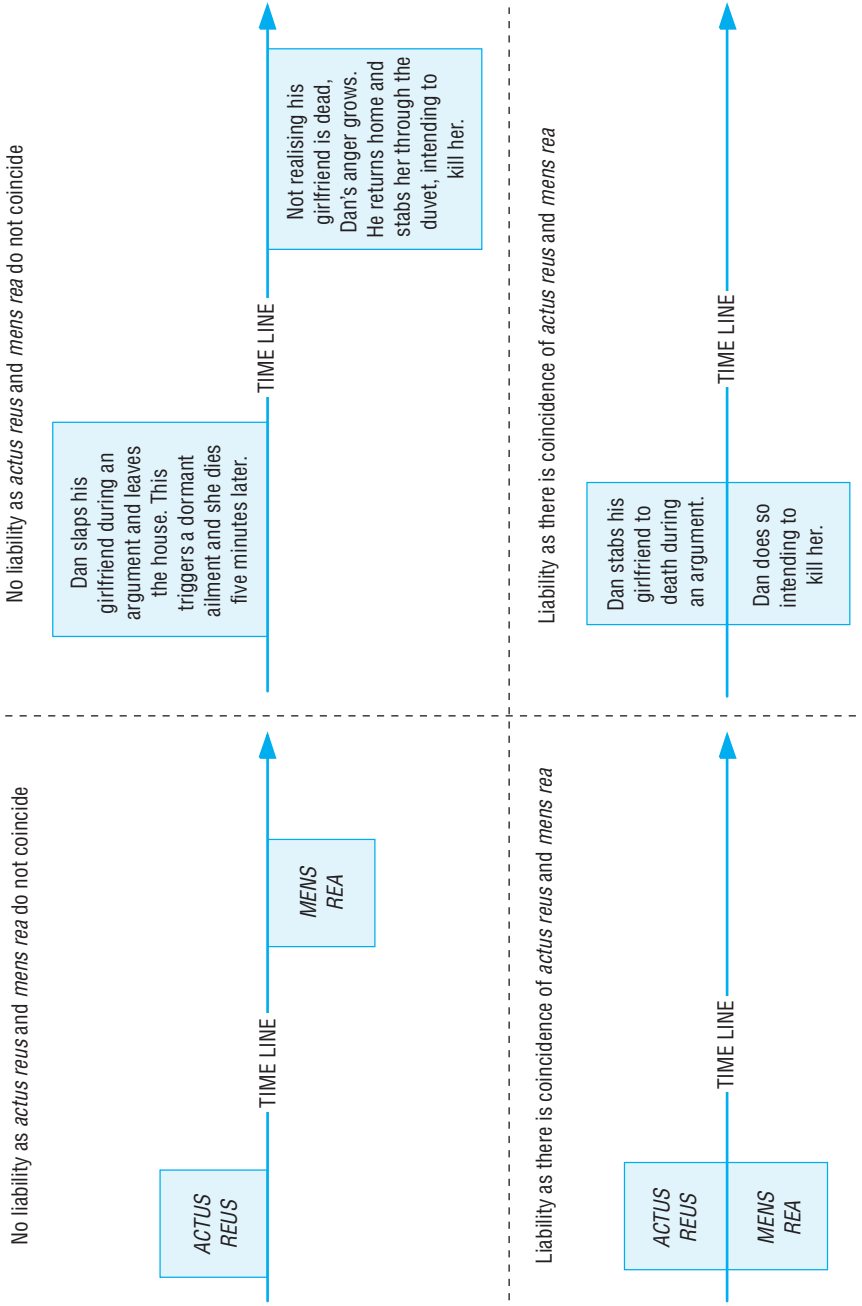 No liability as actus reus and mens rea do not coincide
ACTUS
REUS
TIME LINE
MENS
REA
Liability as there is coincidence of actus reus and mens rea
ACTUS
REUS
TIME LINE
MENS
REA
No liability as actus reus and mens rea do not coincide
Dan slaps his
girlfriend during an
argument and leaves
the house. This
triggers a dormant
ailment and she dies
five minutes later.
TIME LINE
Not realising his
girlfriend is dead,
Dan's anger grows.
He returns home and
stabs her through the
duvet, intending to
kill her.
Liability as there is coincidence of actus reus and mens rea
Dan stabs his
girlfriend to
death during
an argument.
TIME LINE
Dan does so
intending to
kill her.